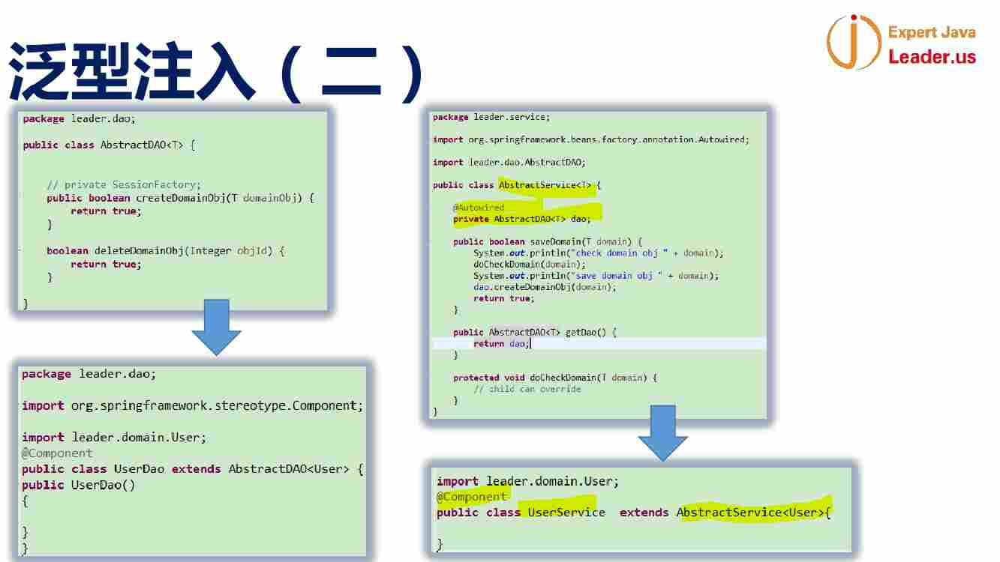 泛型注入（二）
Expert Java
Leader.us
package leader.dao;
public class AbstractDAO<T> {
// private SessionFactory;
public boolean createDomainObj(T domainObj) {
return true;
}
boolean deleteDomainObj(Integer objId) {
return true;
}
}
package leader.dao;
import org.springframework.stereotype.Component;
import leader.domain.User;
@Component
public class UserDao extends AbstractDAO<User> {
public UserDao()
{
}
}
package leader.service;
import org.springframework.beans.factory.annotation.Autowired;
import leader.dao.AbstractDAO;
public class AbstractService<T> {
@Autowired
private AbstractDAO<T> dao;
public boolean saveDomain(T domain) {
System.out.println("check domain obj " + domain);
doCheckDomain(domain);
System.out.println("save domain obj " + domain);
dao.createDomainObj(domain);
return true;
}
public AbstractDAO<T> getDao() {
return dao;
}
protected void doCheckDomain(T domain) {
// child can override
}
}
import leader.domain.User;
@Component
public class UserService extends AbstractService<User>{
}